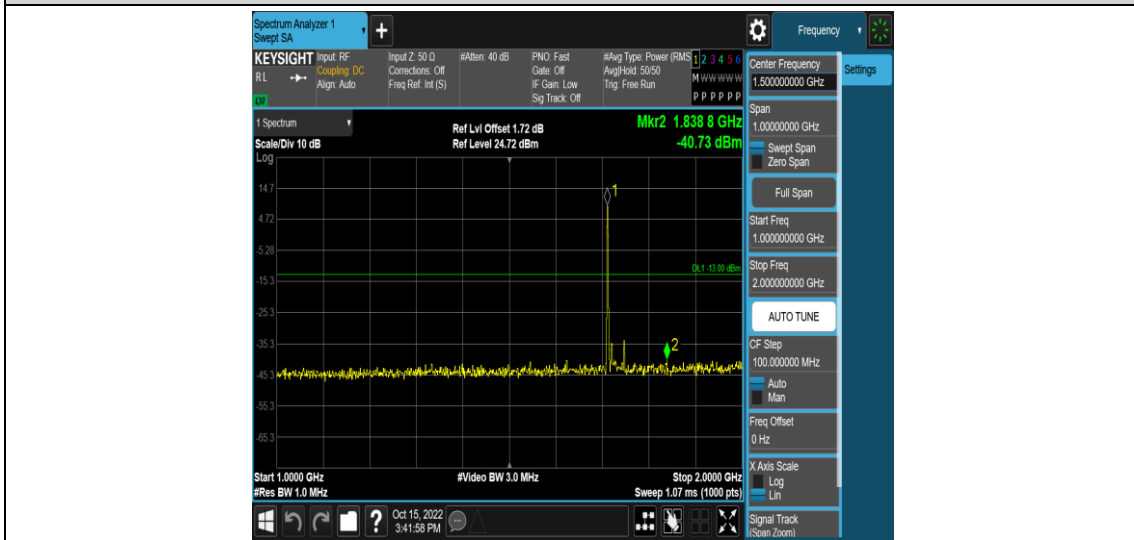 Spectrum Analyzer 1
Swept SA
+
Frequency
KEYSIGHT
RL
LXI
Input: RF
Coupling: DC
Align: Auto
Input Z: 50 Ω
Corrections: Off
Freq Ref: Int (S)
#Atten: 40 dB
PNO: Fast
Gate: Off
IF Gain: Low
Sig Track: Off
#Avg Type: Power (RMS
Avg|Hold: 50/50
Trig: Free Run
1 2 3 4 5 6
M W W W W W
P P P P P P
Center Frequency
1.500000000 GHz
Settings
Span
1.00000000 GHz
Swept Span
Zero Span
Full Span
Start Freq
1.000000000 GHz
Stop Freq
2.000000000 GHz
AUTO TUNE
CF Step
100.000000 MHz
Auto
Man
Freq Offset
0 Hz
X Axis Scale
Log
Lin
Signal Track
(Span Zoom)
1 Spectrum
Scale/Div 10 dB
Log
Ref Lvl Offset 1.72 dB
Ref Level 24.72 dBm
Mkr2 1.838 8 GHz
-40.73 dBm
14.7
4.72
-5.28
-15.3
-25.3
-35.3
-45.3
-55.3
-65.3
1
DL1 -13.00 dBm
2
Start 1.0000 GHz
#Res BW 1.0 MHz
#Video BW 3.0 MHz
Stop 2.0000 GHz
Sweep 1.07 ms (1000 pts)
?
Oct 15, 2022
3:41:58 PM